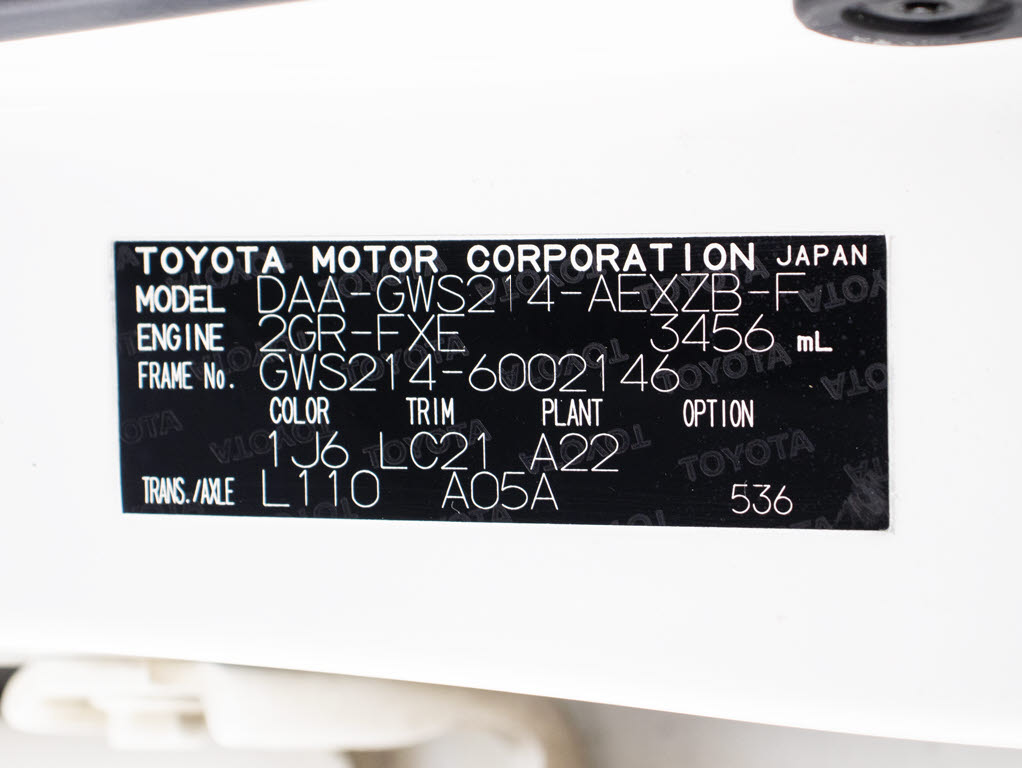 TOYOTA MOTOR CORPORATION JAPAN
MODEL DAA-GWS214-AEXZB-F
ENGINE 2GR-FXE 3456 mL
FRAME No. GWS214-6002146
COLOR TRIM PLANT OPTION
1J6 LC21 A22
TRANS./AXLE L110 A05A 536